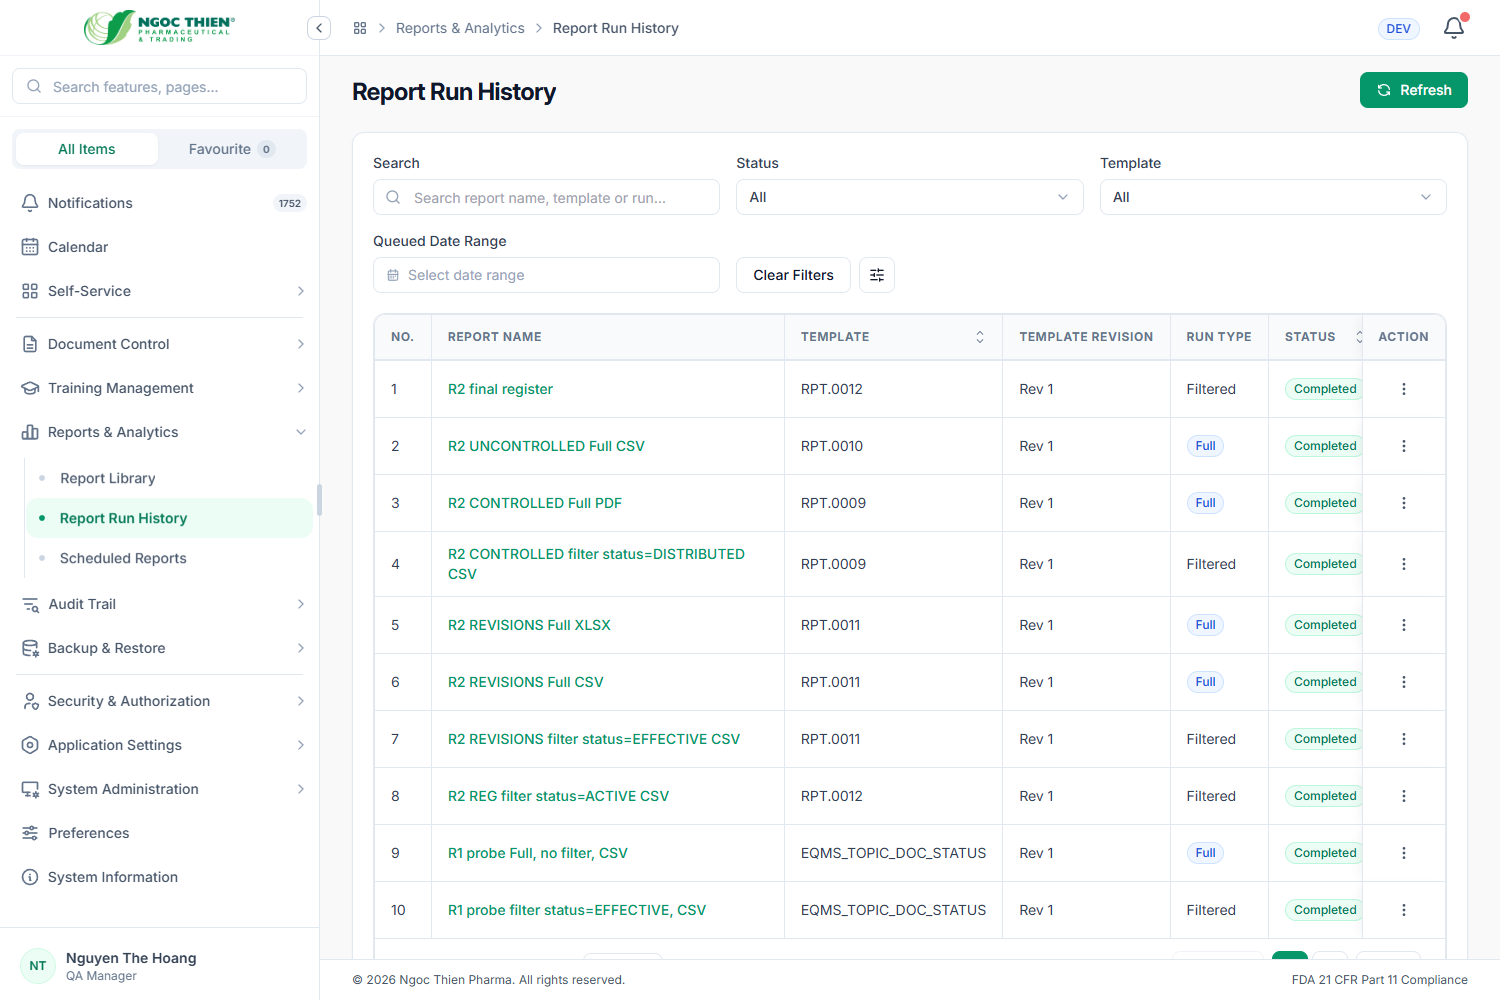 NGOC THIEN®
PHARMACEUTICAL
& TRADING
Search features, pages...
All Items
Favourite 0
Notifications 1752
Calendar
Self-Service
Document Control
Training Management
Reports & Analytics
Report Library
Report Run History
Scheduled Reports
Audit Trail
Backup & Restore
Security & Authorization
Application Settings
System Administration
Preferences
System Information
NT
Nguyen The Hoang
QA Manager
Reports & Analytics Report Run History
DEV
Report Run History
Refresh
Search Status Template
Search report name, template or run... All All
Queued Date Range
Select date range Clear Filters
NO. REPORT NAME TEMPLATE TEMPLATE REVISION RUN TYPE STATUS ACTION
1 R2 final register RPT.0012 Rev 1 Filtered Completed
2 R2 UNCONTROLLED Full CSV RPT.0010 Rev 1 Full Completed
3 R2 CONTROLLED Full PDF RPT.0009 Rev 1 Full Completed
4 R2 CONTROLLED filter status=DISTRIBUTED
CSV RPT.0009 Rev 1 Filtered Completed
5 R2 REVISIONS Full XLSX RPT.0011 Rev 1 Full Completed
6 R2 REVISIONS Full CSV RPT.0011 Rev 1 Full Completed
7 R2 REVISIONS filter status=EFFECTIVE CSV RPT.0011 Rev 1 Filtered Completed
8 R2 REG filter status=ACTIVE CSV RPT.0012 Rev 1 Filtered Completed
9 R1 probe Full, no filter, CSV EQMS_TOPIC_DOC_STATUS Rev 1 Full Completed
10 R1 probe filter status=EFFECTIVE, CSV EQMS_TOPIC_DOC_STATUS Rev 1 Filtered Completed
© 2026 Ngoc Thien Pharma. All rights reserved.
FDA 21 CFR Part 11 Compliance